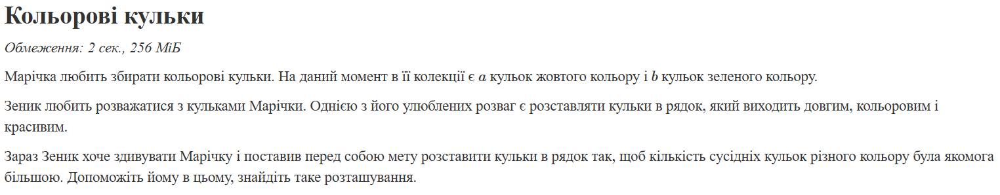 Кольорові кульки
Обмеження: 2 сек., 256 МіБ
Марічка любить збирати кольорові кульки. На даний момент в її колекції є a кульок жовтого кольору і b кульок зеленого кольору.
Зеник любить розважатися з кульками Марічки. Однією з його улюблених розваг є розставляти кульки в рядок, який виходить довгим, кольоровим і
красивим.
Зараз Зеник хоче здивувати Марічку і поставив перед собою мету розставити кульки в рядок так, щоб кількість сусідніх кульок різного кольору була якомога
більшою. Допоможіть йому в цьому, знайдіть таке розташування.